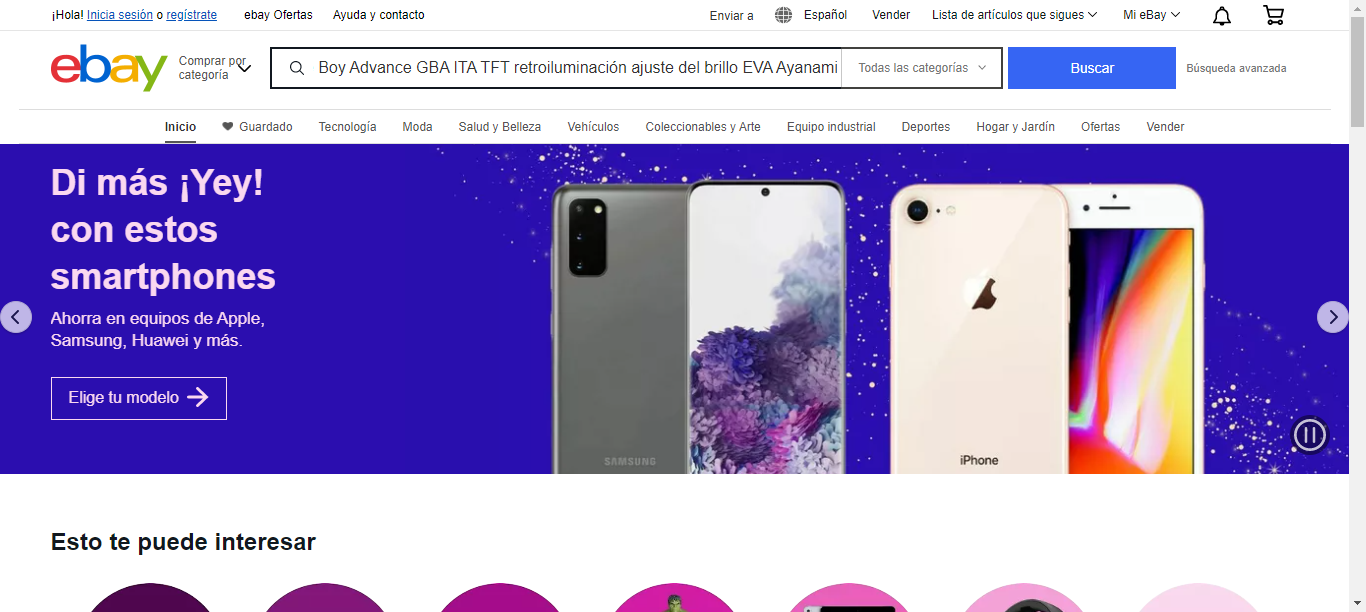 ¡Hola! Inicia sesión o regístrate
ebay Ofertas
Ayuda y contacto
Enviar a
Español
Vender
Lista de artículos que sigues
Mi eBay
ebay
Comprar por
categoría
Boy Advance GBA ITA TFT retroiluminación ajuste del brillo EVA Ayanami
Todas las categorías
Buscar
Búsqueda avanzada
Inicio
Guardado
Tecnología
Moda
Salud y Belleza
Vehículos
Coleccionables y Arte
Equipo industrial
Deportes
Hogar y Jardín
Ofertas
Vender
Di más ¡Yey!
con estos
smartphones
Ahorra en equipos de Apple,
Samsung, Huawei y más.
Elige tu modelo
SAMSUNG
iPhone
Esto te puede interesar